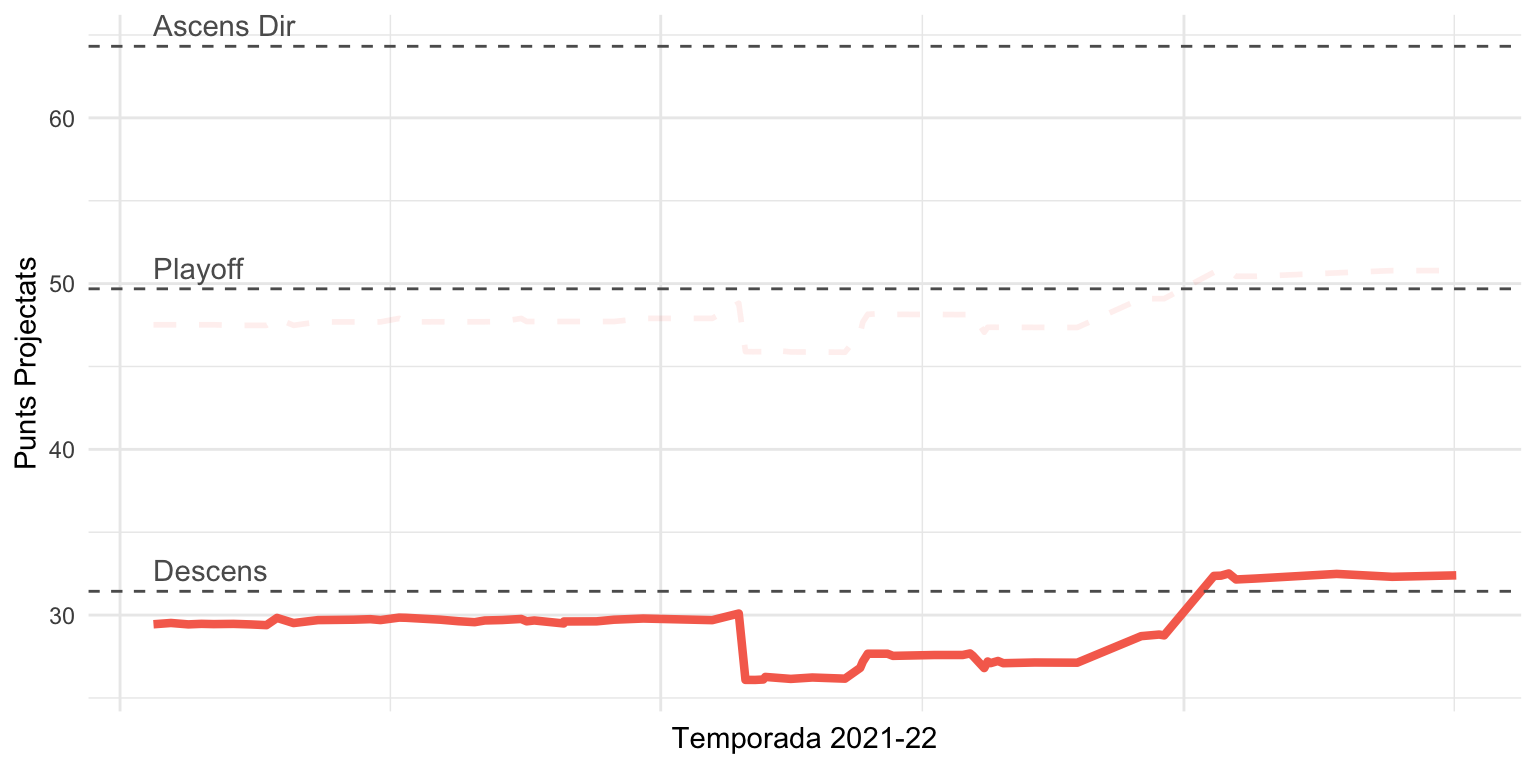 Ascens Dir
60
Playoff
50
Punts Projectats
40
Descens
30
Temporada 2021-22